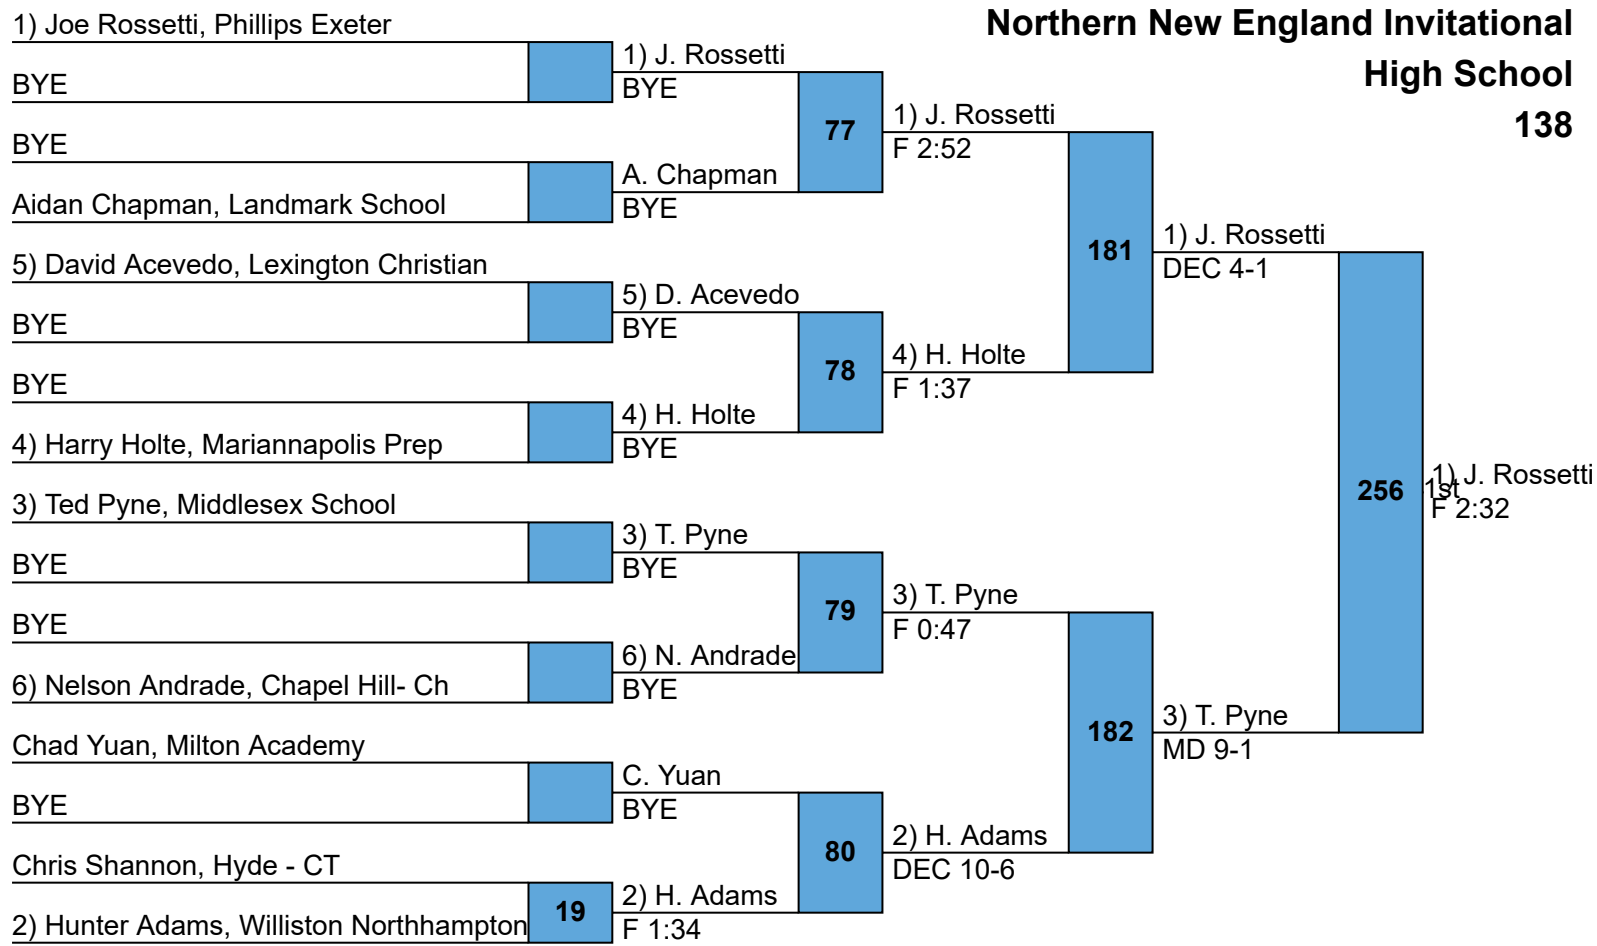 Northern New England Invitational
High School
138
1) Joe Rossetti, Phillips Exeter
BYE
BYE
Aidan Chapman, Landmark School
5) David Acevedo, Lexington Christian
BYE
BYE
4) Harry Holte, Mariannapolis Prep
3) Ted Pyne, Middlesex School
BYE
BYE
6) Nelson Andrade, Chapel Hill- Ch
Chad Yuan, Milton Academy
BYE
Chris Shannon, Hyde - CT
2) Hunter Adams, Williston Northhampton
19
1) J. Rossetti
BYE
A. Chapman
BYE
5) D. Acevedo
BYE
4) H. Holte
BYE
3) T. Pyne
BYE
6) N. Andrade
BYE
C. Yuan
BYE
2) H. Adams
F 1:34
77
78
79
80
1) J. Rossetti
F 2:52
4) H. Holte
F 1:37
3) T. Pyne
F 0:47
2) H. Adams
DEC 10-6
181
182
1) J. Rossetti
DEC 4-1
3) T. Pyne
MD 9-1
256
1) J. Rossetti
1st
F 2:32